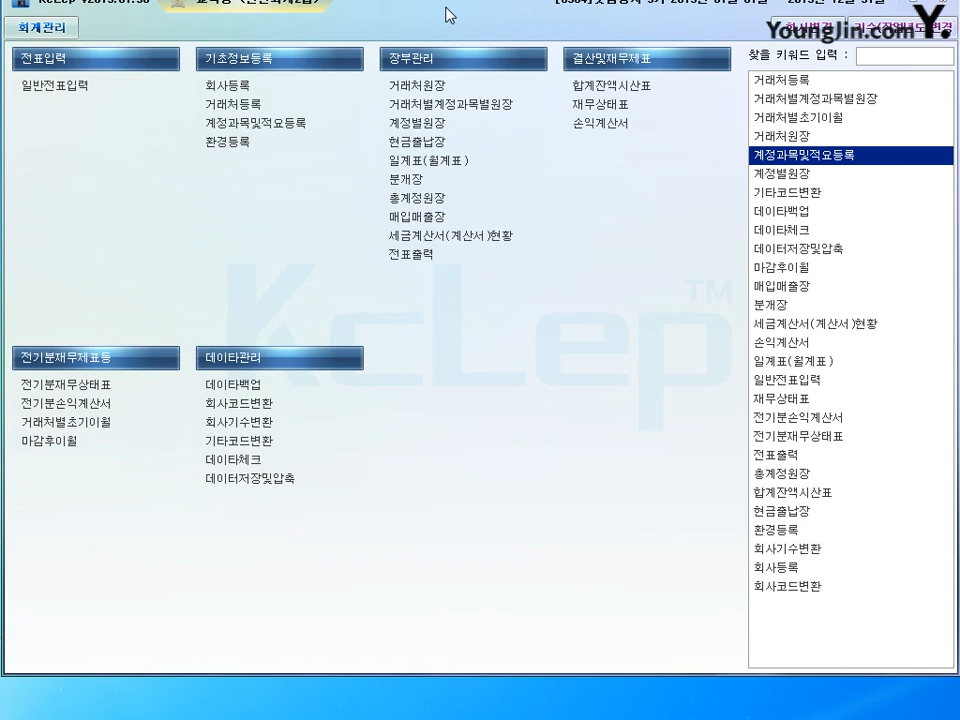 회계관리
YoungJin.com Y.
전표입력
일반전표입력
기초정보등록
회사등록
거래처등록
계정과목및적요등록
환경등록
장부관리
거래처원장
거래처별계정과목별원장
계정별원장
현금출납장
일계표(월계표)
분개장
총계정원장
매입매출장
세금계산서(계산서)현황
전표출력
결산및재무제표
합계잔액시산표
재무상태표
손익계산서
전기분재무제표등
전기분재무상태표
전기분손익계산서
거래처별초기이월
마감후이월
데이타관리
데이타백업
회사코드변환
회사기수변환
기타코드변환
데이타체크
데이터저장및압축
KcLep™
찾을 키워드 입력 :
거래처등록
거래처별계정과목별원장
거래처별초기이월
거래처원장
계정과목및적요등록
계정별원장
기타코드변환
데이타백업
데이타체크
데이터저장및압축
마감후이월
매입매출장
분개장
세금계산서(계산서)현황
손익계산서
일계표(월계표)
일반전표입력
재무상태표
전기분손익계산서
전기분재무상태표
전표출력
총계정원장
합계잔액시산표
현금출납장
환경등록
회사기수변환
회사등록
회사코드변환